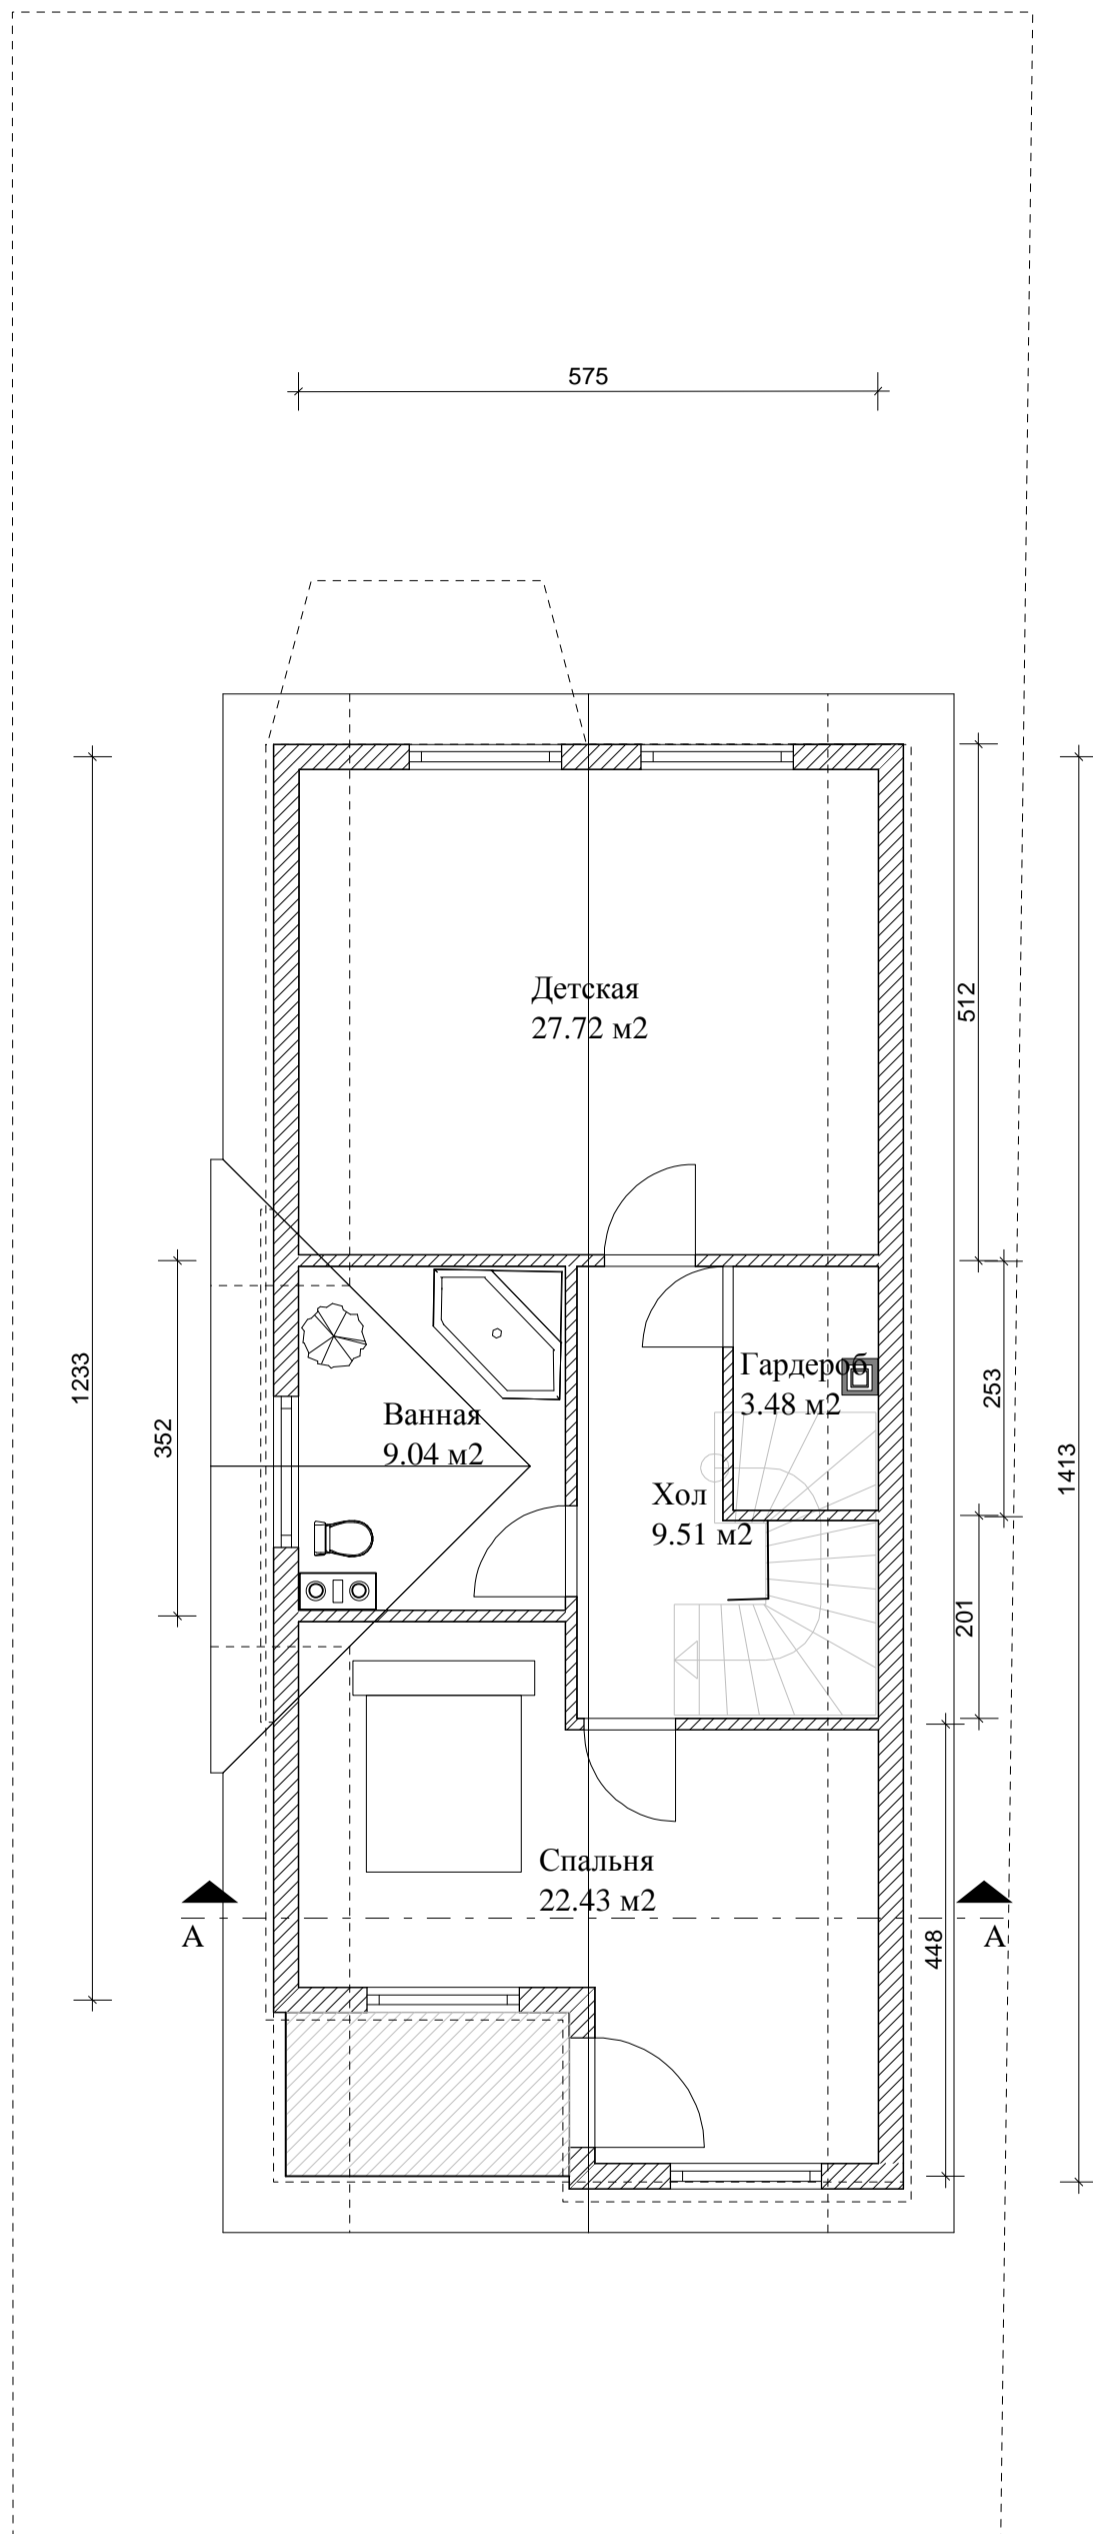 575
Детская
27.72 м2
512
1233
352
Гардероб
3.48 м2
253
Ванная
9.04 м2
1413
Хол
9.51 м2
201
Спальня
22.43 м2
448
A
A